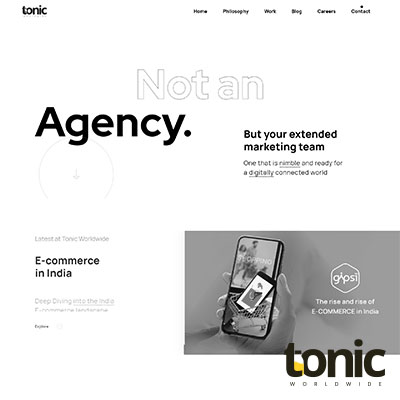 tonic
Home Philosophy Work Blog Careers Contact
Not an
Agency.
But your extended
marketing team
One that is nimble and ready for
a digitally connected world
Latest at Tonic Worldwide
E-commerce
in India
Deep Diving into the India
Explore
gipsi
The rise and rise of
E-COMMERCE in India
tonic
WORLDWIDE